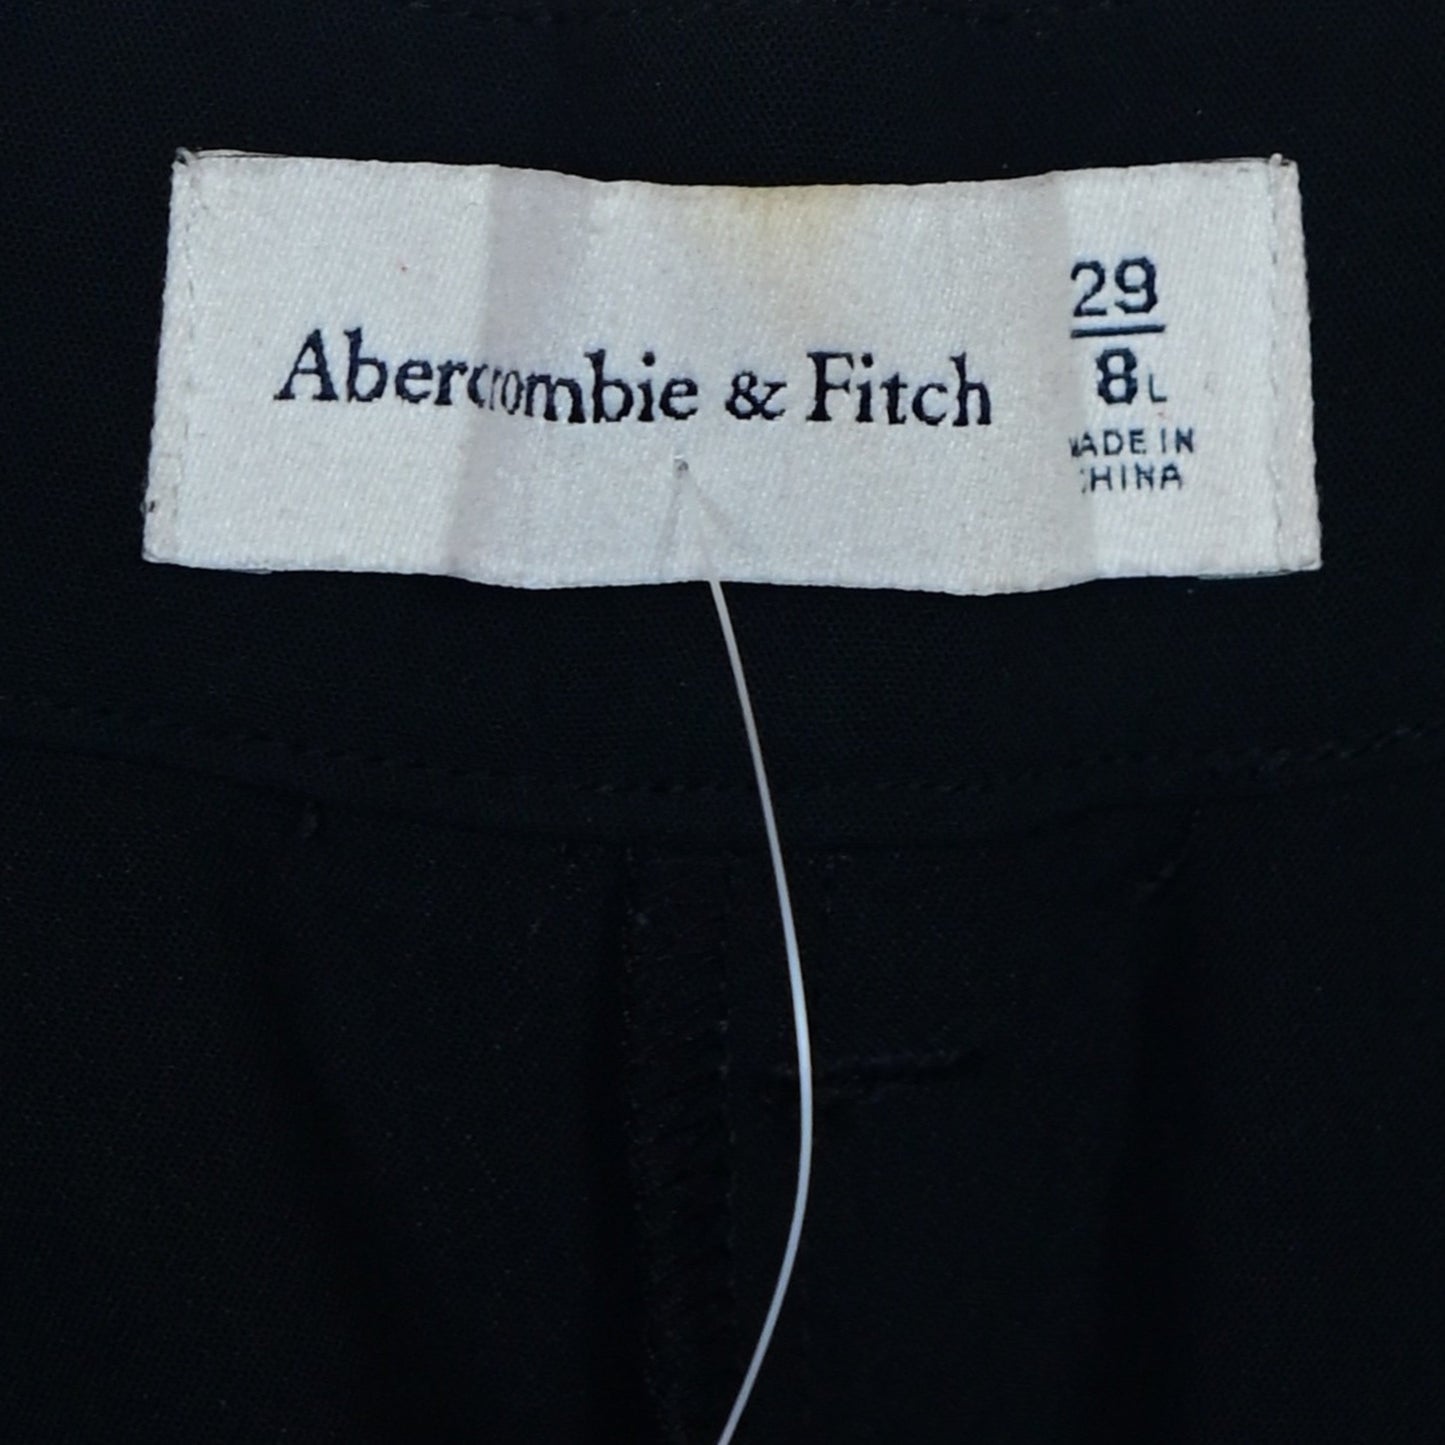 Abercrombie & Fitch
29
8L
MADE IN
CHINA